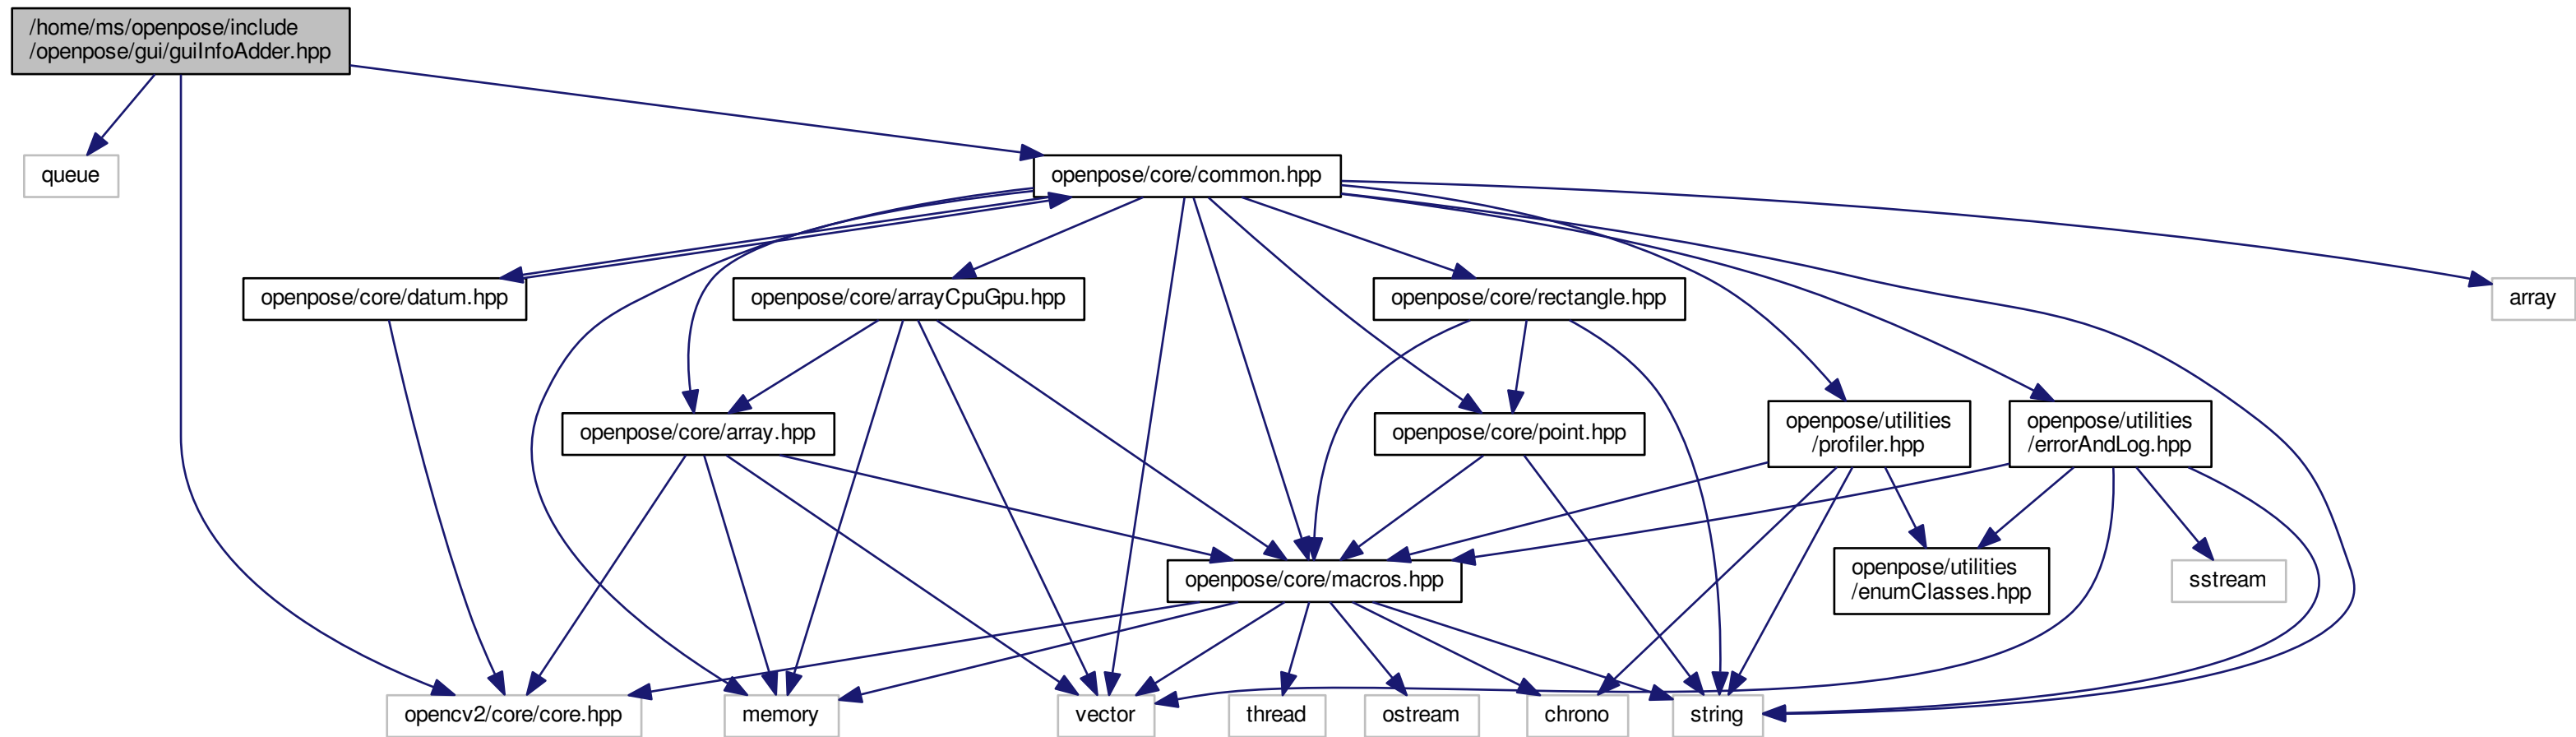 /home/ms/openpose/include
/openpose/gui/guiInfoAdder.hpp
queue
openpose/core/common.hpp
openpose/core/datum.hpp
openpose/core/arrayCpuGpu.hpp
openpose/core/rectangle.hpp
array
openpose/core/array.hpp
openpose/core/point.hpp
openpose/utilities
/profiler.hpp
openpose/utilities
/errorAndLog.hpp
openpose/core/macros.hpp
openpose/utilities
/enumClasses.hpp
sstream
opencv2/core/core.hpp
memory
vector
thread
ostream
chrono
string